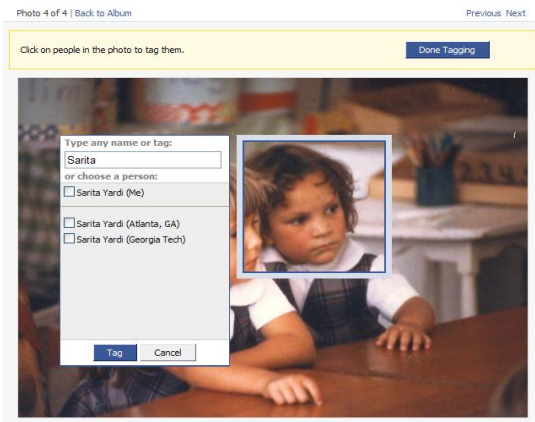 Photo 4 of 4 | Back to Album
Previous Next
Click on people in the photo to tag them.
Done Tagging
Type any name or tag:
Sarita
or choose a person:
Sarita Yardi (Me)
Sarita Yardi (Atlanta, GA)
Sarita Yardi (Georgia Tech)
Tag Cancel